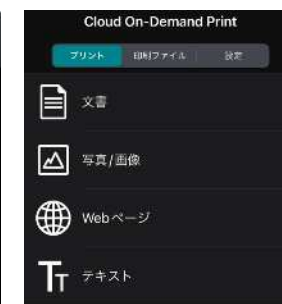 Cloud On-Demand Print
プリント 印刷ファイル 設定
文書
写真/画像
Webページ
TT テキスト